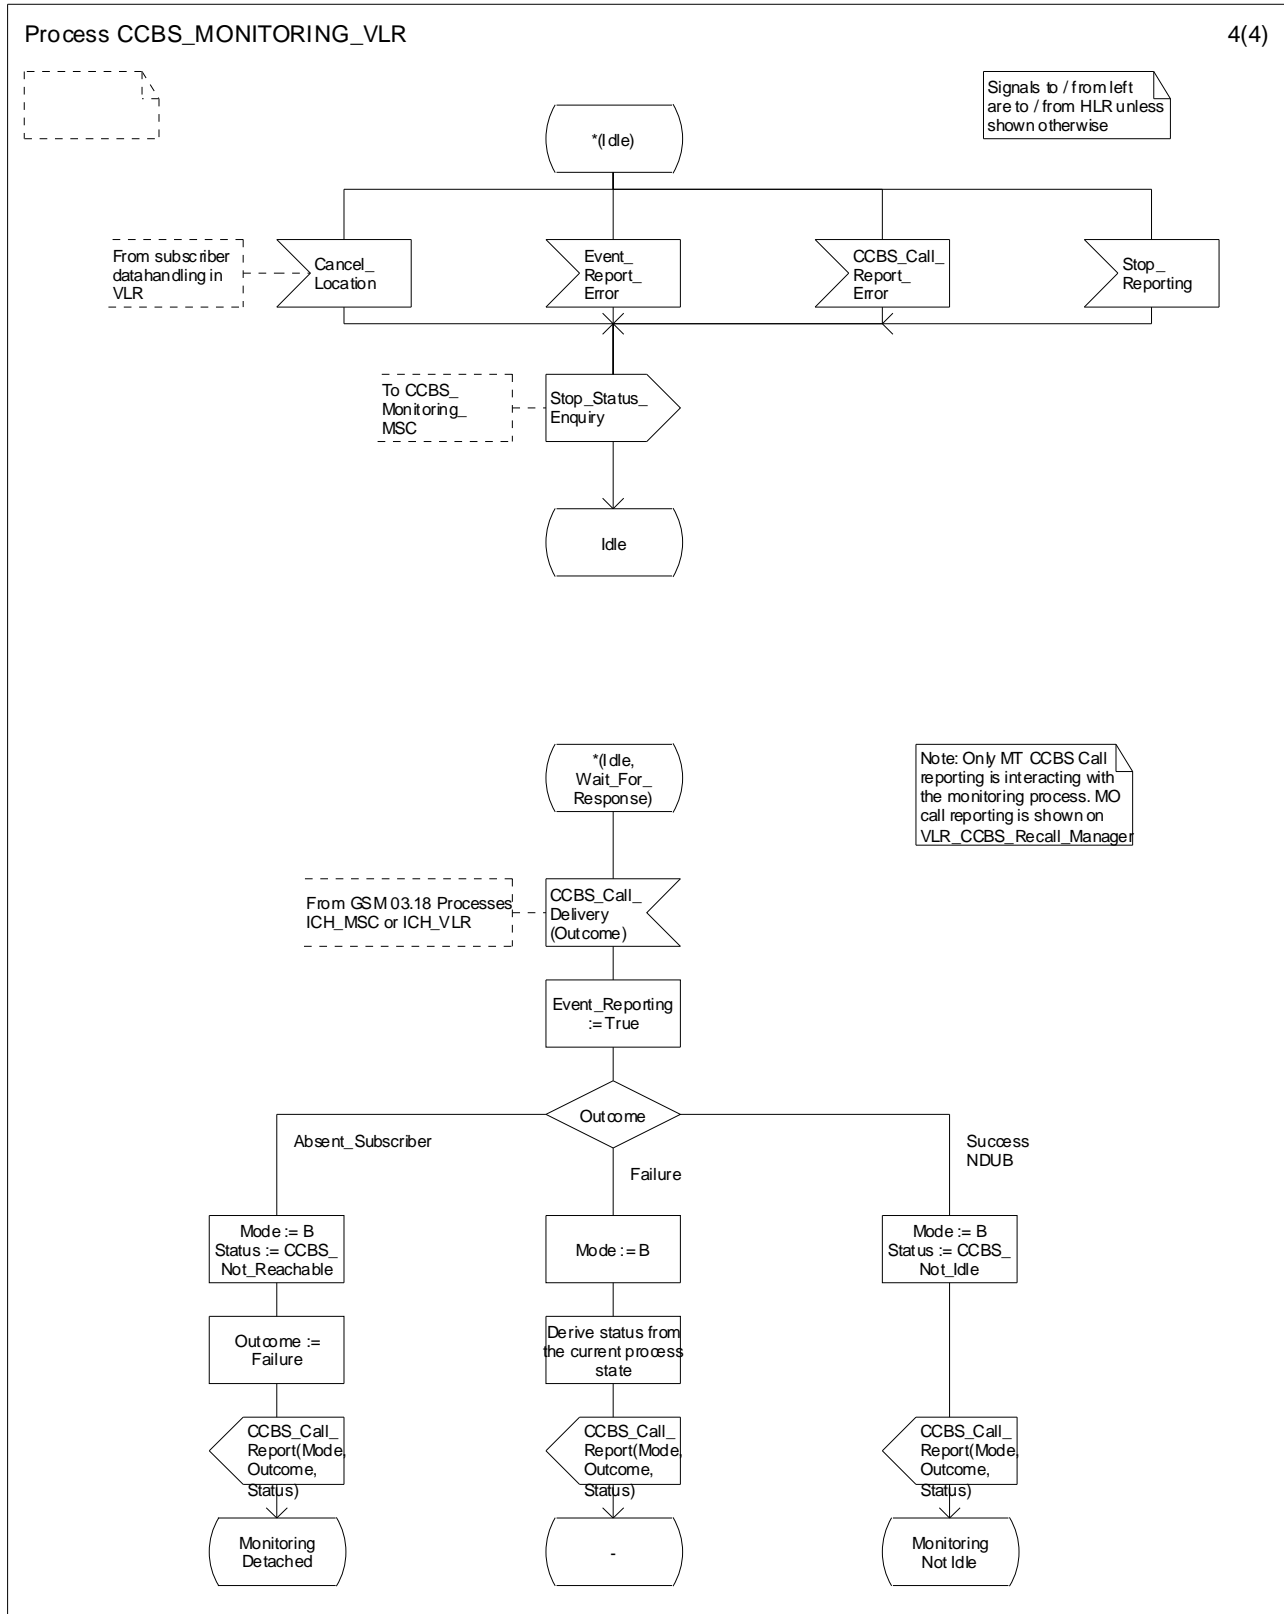 Process CCBS_MONITORING_VLR
4(4)
Signals to / from left
are to / from HLR unless
shown otherwise
*(Idle)
From subscriber
datahandling in
VLR
Cancel_
Location
Event_
Report_
Error
CCBS_Call_
Report_
Error
Stop_
Reporting
To CCBS_
Monitoring_
MSC
Stop_Status_
Enquiry
Idle
*(Idle,
Wait_For_
Response)
Note: Only MT CCBS Call
reporting is interacting with
the monitoring process. MO
call reporting is shown on
VLR_CCBS_Recall_Manager
From GSM 03.18 Processes
ICH_MSC or ICH_VLR
CCBS_Call_
Delivery
(Outcome)
Event_Reporting
:= True
Outcome
Absent_Subscriber
Failure
Success
NDUB
Mode := B
Status := CCBS_
Not_Reachable
Mode := B
Mode := B
Status := CCBS_
Not_Idle
Outcome :=
Failure
Derive status from
the current process
state
CCBS_Call_
Report(Mode,
Outcome,
Status)
CCBS_Call_
Report(Mode,
Outcome,
Status)
CCBS_Call_
Report(Mode,
Outcome,
Status)
Monitoring
Detached
-
Monitoring
Not Idle